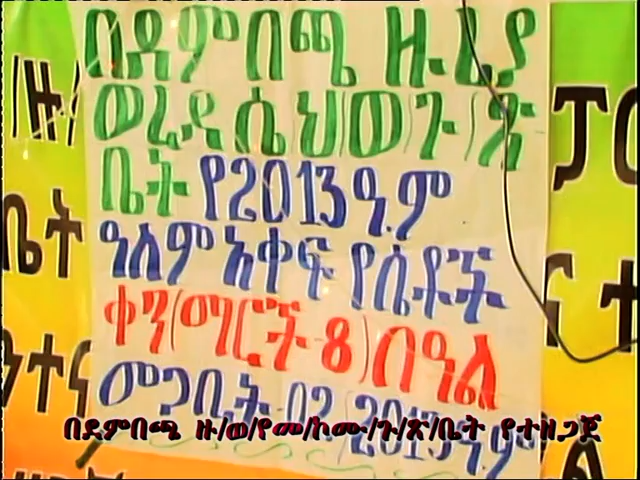 በደምበጫ ዙሪያ
ወረዳ ሴ/ህ/ወ/ጉ/ጽ
ቤት የ2013 ዓ.ም
ዓለም አቀፍ የሴቶች
ቀን (ማርች-8) በዓል
መጋቢት-02/2013 ዓ.ም
በደምበጫ ዙ/ወ/የመ/ኮሙ/ጉ/ጽ/ቤት የተዘጋጀ